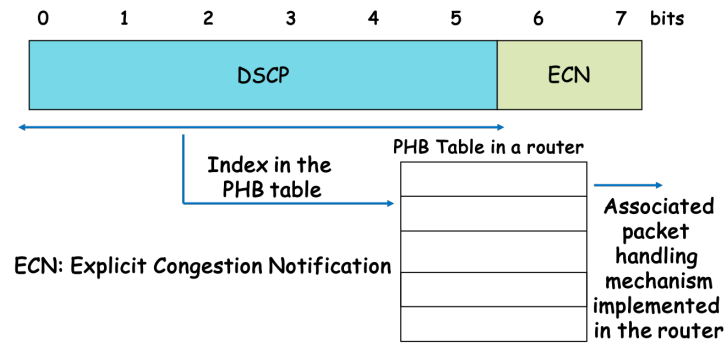 0 1 2 3 4 5 6 7 bits
DSCP ECN
PHB Table in a router
Index in the
PHB table
Associated
packet
handling
mechanism
implemented
in the router
ECN: Explicit Congestion Notification